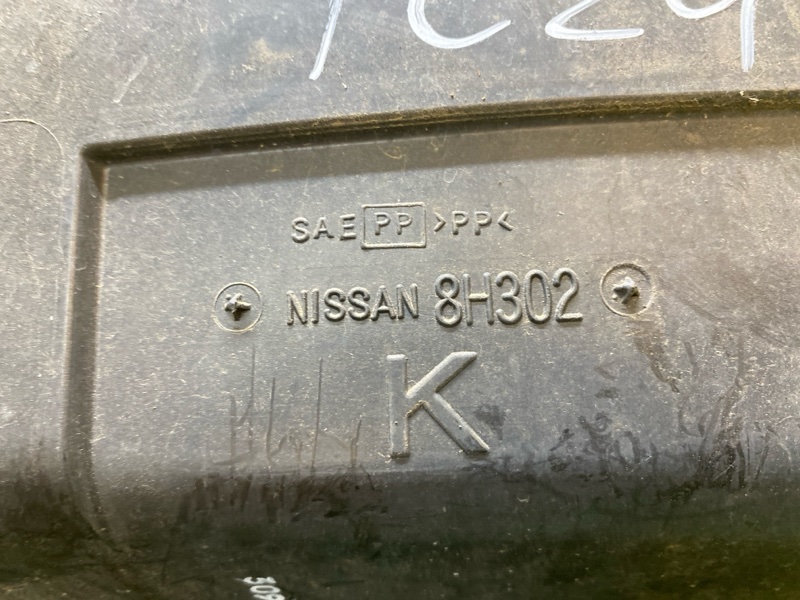 SAE PP >PP<
NISSAN 8H302
K